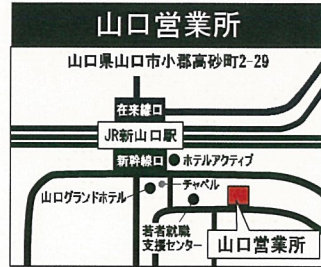 山口営業所
山口県山口市小郡高砂町2-29
在来線口
JR新山口駅
新幹線口
ホテルアクティブ
チャペル
山口グランドホテル
若者就職
支援センター
山口営業所